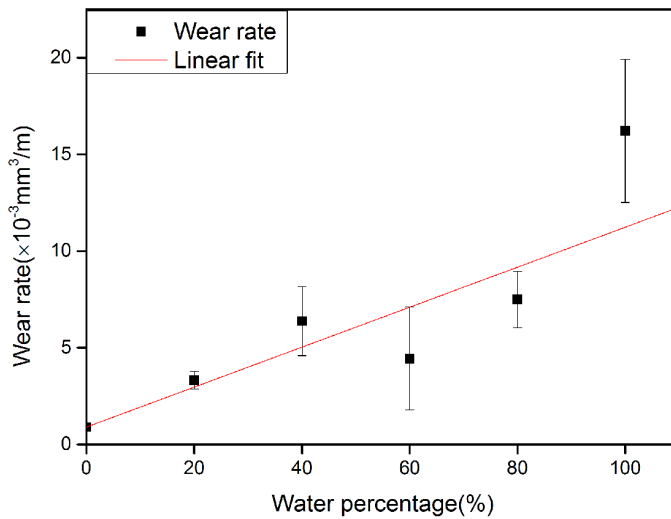 Wear rate
Linear fit
Wear rate(×10⁻³mm³/m)
20
15
10
5
0
0 20 40 60 80 100
Water percentage(%)